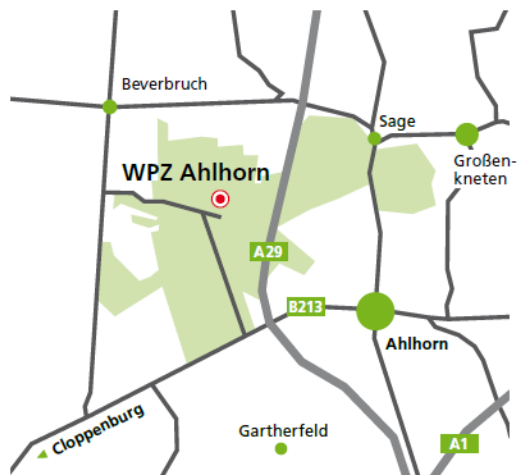 Beverbruch
Sage
WPZ Ahlhorn
Großen-
kneten
A29
B213
Ahlhorn
Cloppenburg
Gartherfeld
A1